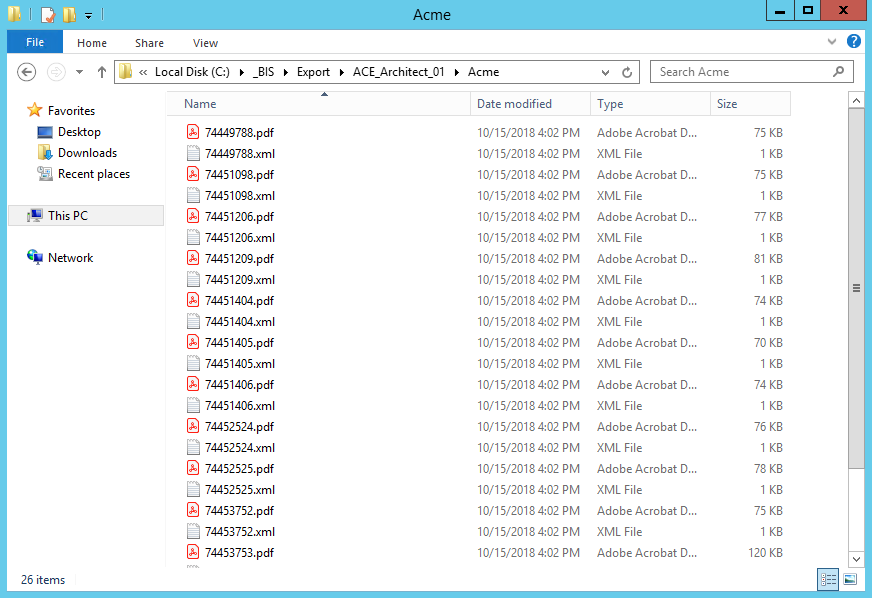 Acme
File Home Share View
« Local Disk (C:) _BIS Export ACE_Architect_01 Acme Search Acme
Favorites
Desktop
Downloads
Recent places
This PC
Network
Name Date modified Type Size
74449788.pdf 10/15/2018 4:02 PM Adobe Acrobat D... 75 KB
74449788.xml 10/15/2018 4:02 PM XML File 1 KB
74451098.pdf 10/15/2018 4:02 PM Adobe Acrobat D... 75 KB
74451098.xml 10/15/2018 4:02 PM XML File 1 KB
74451206.pdf 10/15/2018 4:02 PM Adobe Acrobat D... 77 KB
74451206.xml 10/15/2018 4:02 PM XML File 1 KB
74451209.pdf 10/15/2018 4:02 PM Adobe Acrobat D... 81 KB
74451209.xml 10/15/2018 4:02 PM XML File 1 KB
74451404.pdf 10/15/2018 4:02 PM Adobe Acrobat D... 74 KB
74451404.xml 10/15/2018 4:02 PM XML File 1 KB
74451405.pdf 10/15/2018 4:02 PM Adobe Acrobat D... 70 KB
74451405.xml 10/15/2018 4:02 PM XML File 1 KB
74451406.pdf 10/15/2018 4:02 PM Adobe Acrobat D... 74 KB
74451406.xml 10/15/2018 4:02 PM XML File 1 KB
74452524.pdf 10/15/2018 4:02 PM Adobe Acrobat D... 76 KB
74452524.xml 10/15/2018 4:02 PM XML File 1 KB
74452525.pdf 10/15/2018 4:02 PM Adobe Acrobat D... 78 KB
74452525.xml 10/15/2018 4:02 PM XML File 1 KB
74453752.pdf 10/15/2018 4:02 PM Adobe Acrobat D... 75 KB
74453752.xml 10/15/2018 4:02 PM XML File 1 KB
74453753.pdf 10/15/2018 4:02 PM Adobe Acrobat D... 120 KB
26 items